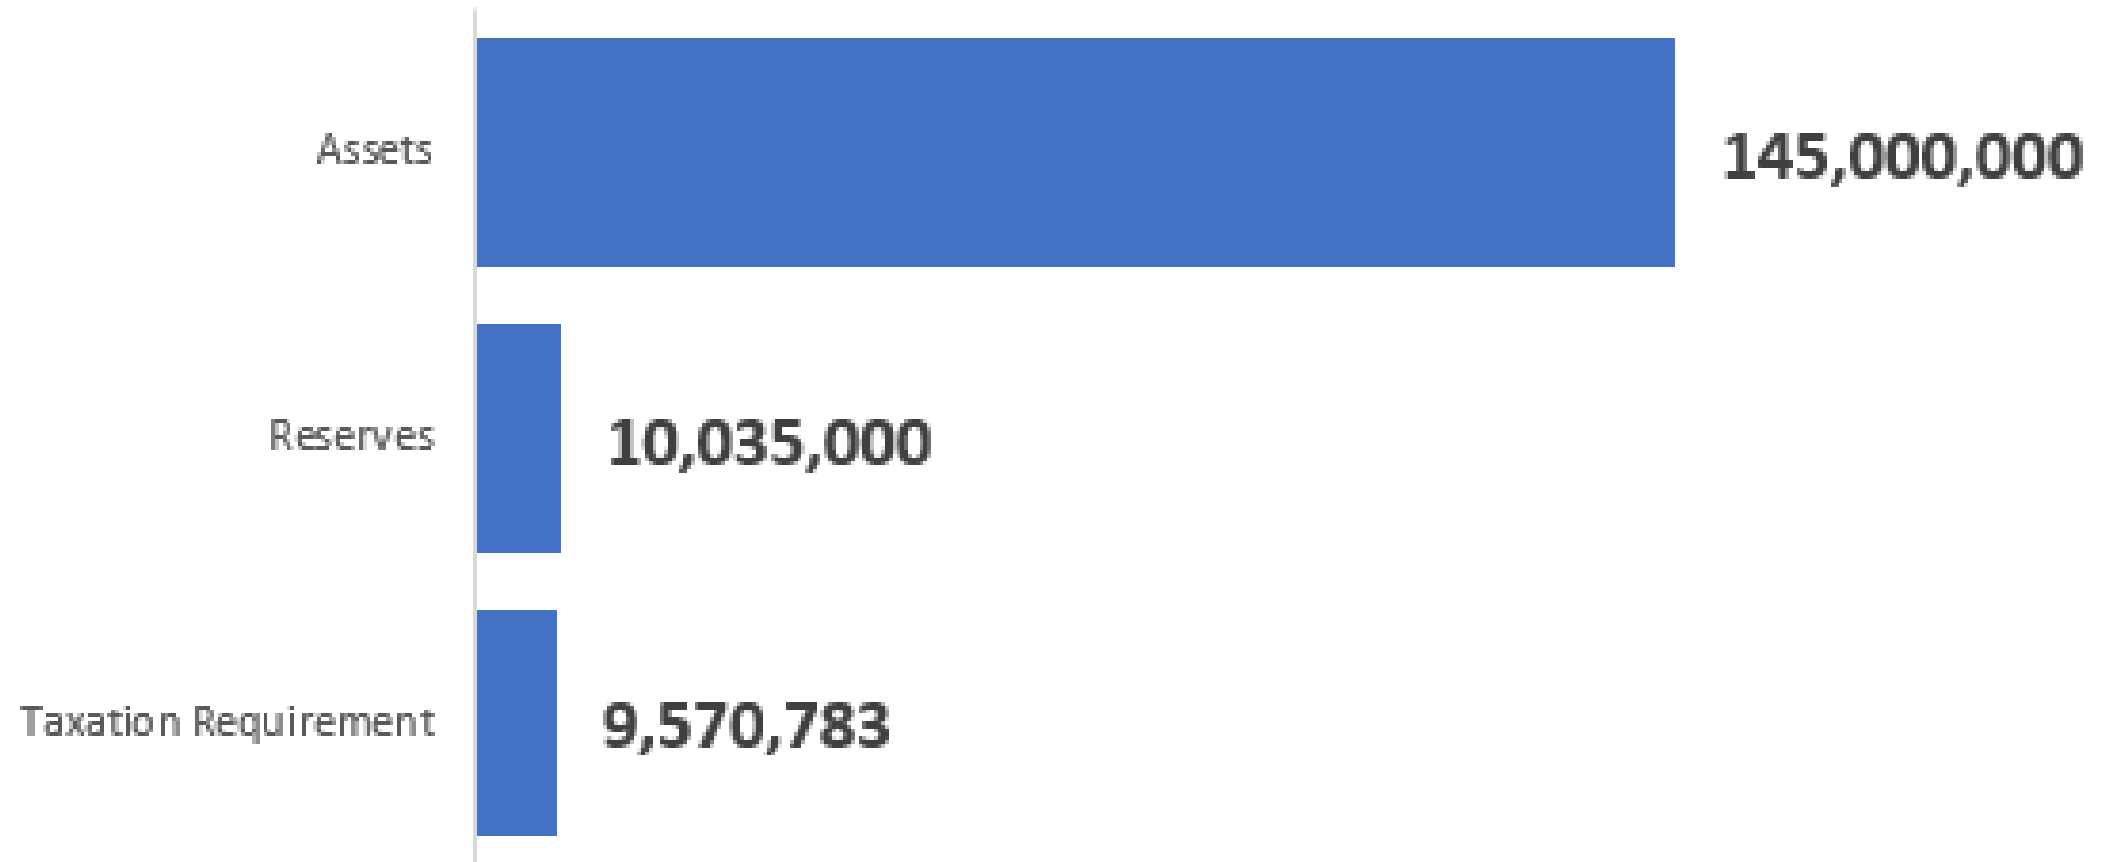 Assets 145,000,000
Reserves 10,035,000
Taxation Requirement 9,570,783